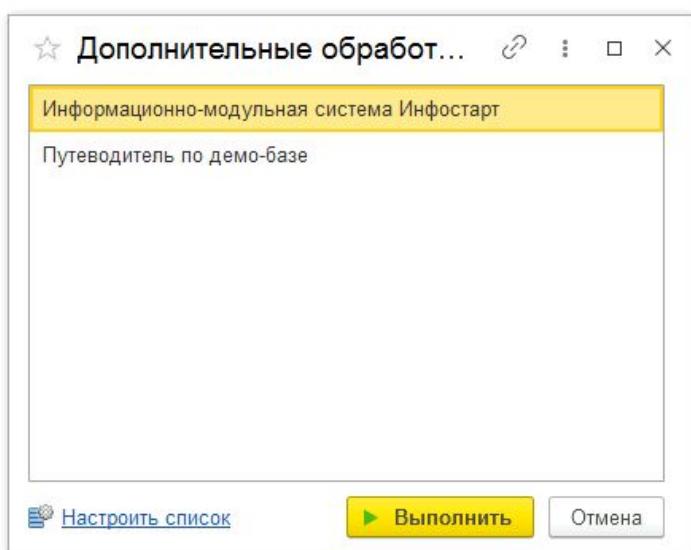 Дополнительные обработ...
Информационно-модульная система Инфостарт
Путеводитель по демо-базе
Настроить список
Выполнить
Отмена